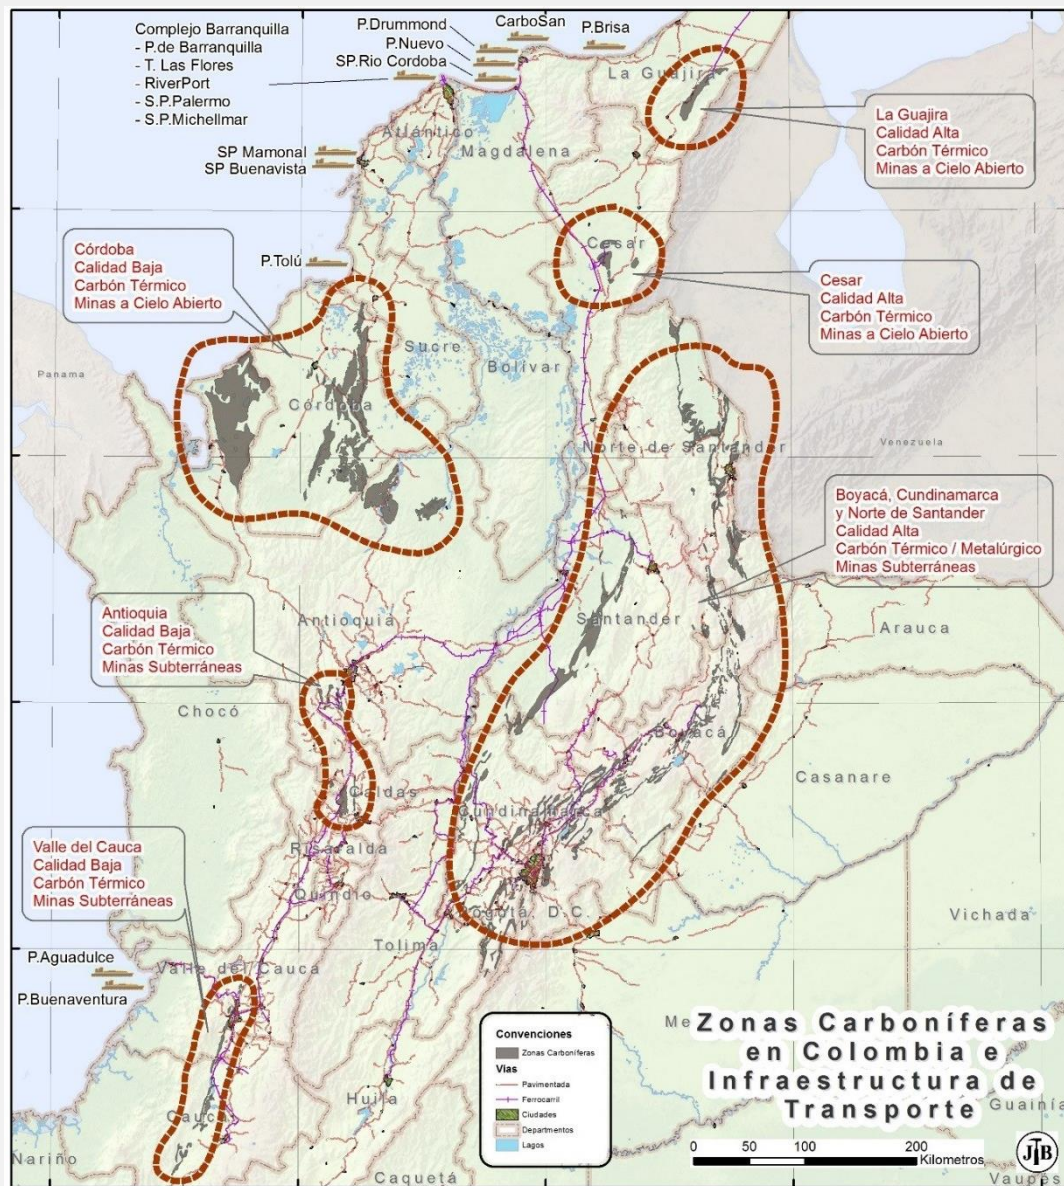 Complejo Barranquilla
- P.de Barranquilla
- T. Las Flores
- RiverPort
- S.P.Palermo
- S.P.Michellmar
P.Drummond
P.Nuevo
SP.Rio Cordoba
CarboSan
P.Brisa
La Guajira
La Guajira
Calidad Alta
Carbón Térmico
Minas a Cielo Abierto
Atlántico
Magdalena
SP Mamonal
SP Buenavista
Córdoba
Calidad Baja
Carbón Térmico
Minas a Cielo Abierto
P.Tolú
Cesar
Cesar
Calidad Alta
Carbón Térmico
Minas a Cielo Abierto
Sucre
Bolívar
Panama
Córdoba
Norte de Santander
Venezuela
Boyacá, Cundinamarca
y Norte de Santander
Calidad Alta
Carbón Térmico / Metalúrgico
Minas Subterráneas
Antioquia
Calidad Baja
Carbón Térmico
Minas Subterráneas
Antioquia
Santander
Arauca
Chocó
Boyacá
Casanare
Caldas
Cundinamarca
Risaralda
Valle del Cauca
Calidad Baja
Carbón Térmico
Minas Subterráneas
Quindio
Bogotá, D.C.
Vichada
Tolima
P.Aguadulce
P.Buenaventura
Valle del Cauca
Convenciones
Zonas Carboníferas
Vías
Pavimentada
Ferrocarril
Ciudades
Departmentos
Lagos
Me
Zonas Carboníferas
en Colombia e
Infraestructura de
Transporte
Guainía
Huila
Cauca
Nariño
Caquetá
0 50 100 200
Kilometros
JTB
Vaupés